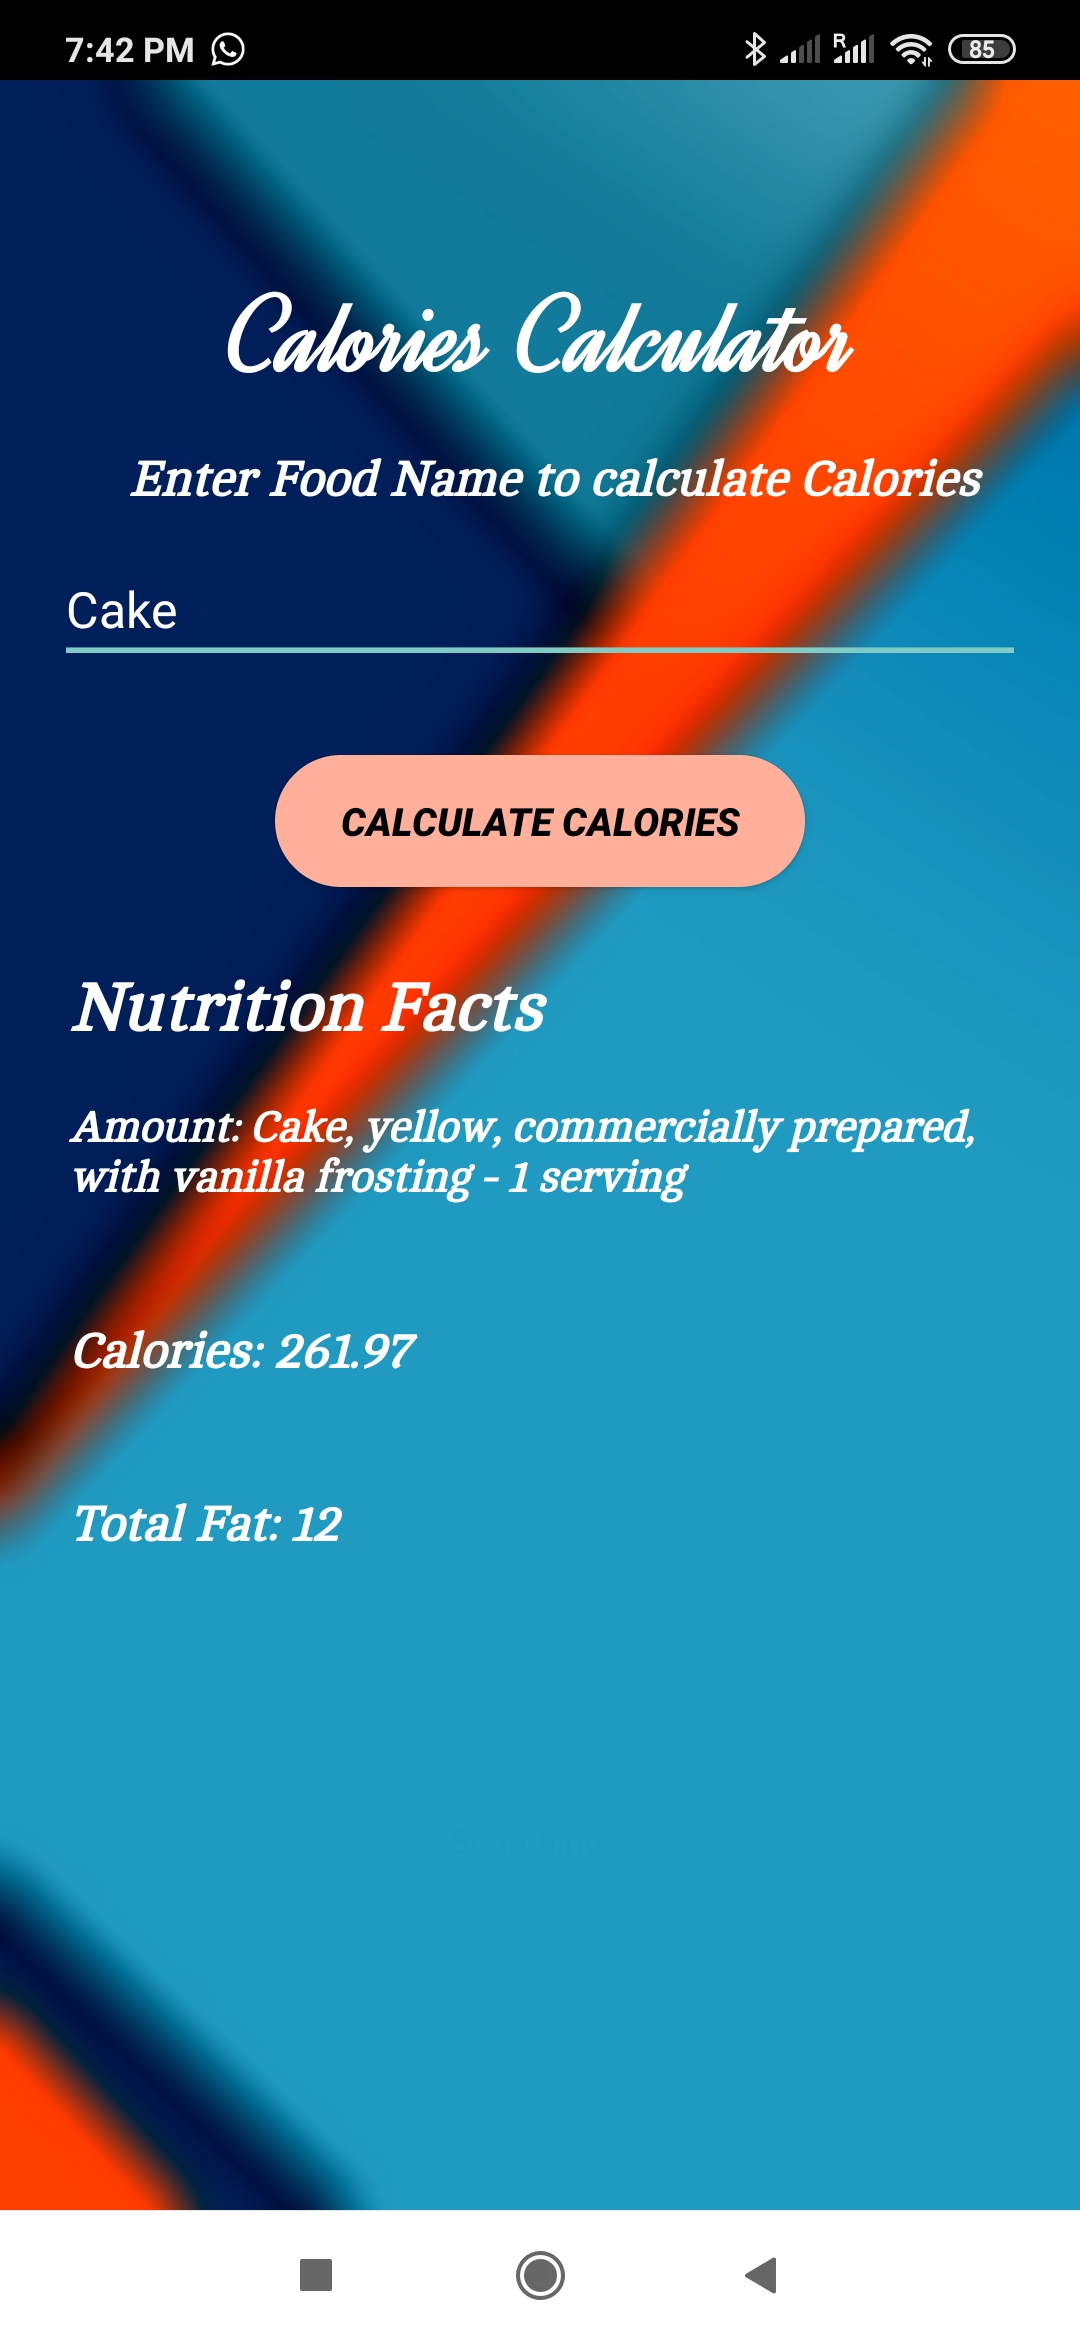 7:42 PM
R
85
Calories Calculator
Enter Food Name to calculate Calories
Cake
CALCULATE CALORIES
Nutrition Facts
Amount: Cake, yellow, commercially prepared,
with vanilla frosting - 1 serving
Calories: 261.97
Total Fat: 12
Searching